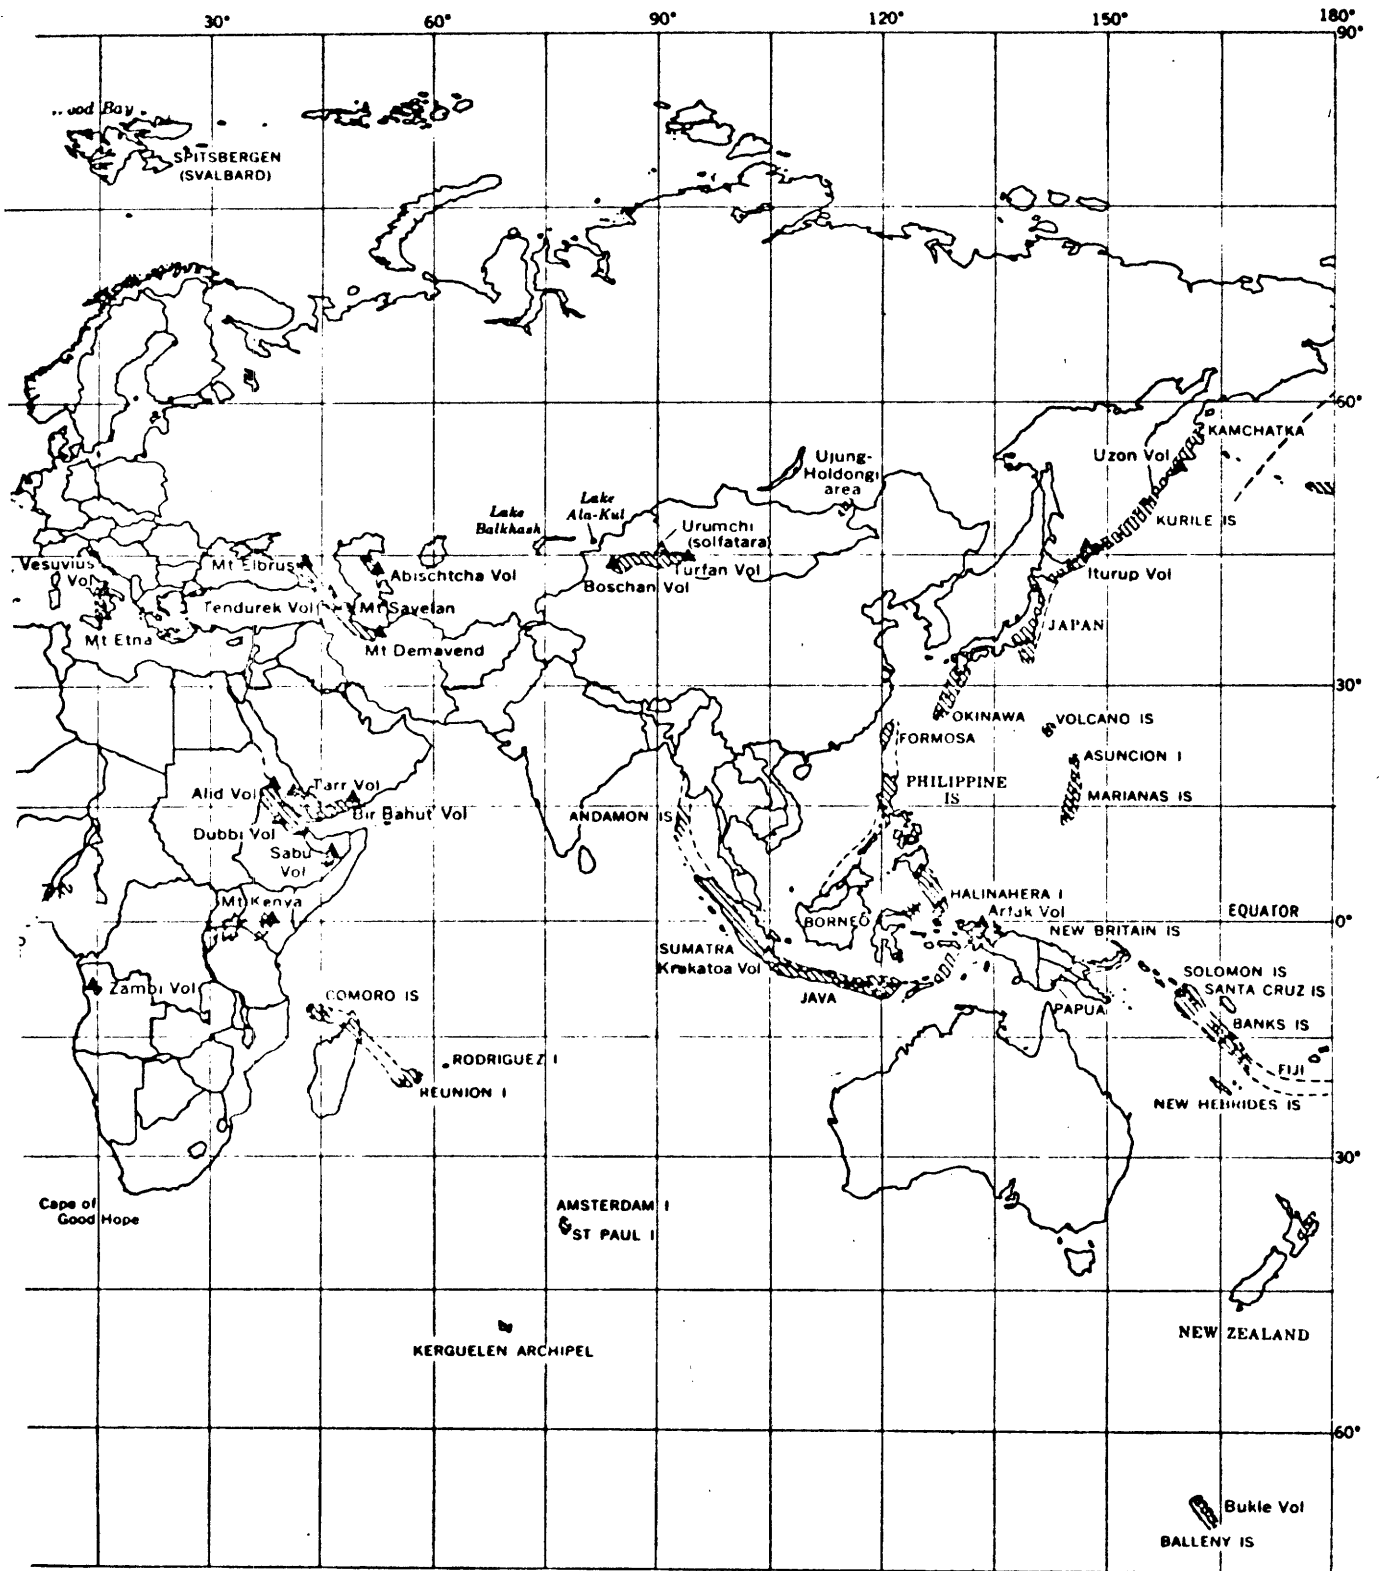 30° 60° 90° 120° 150° 180°
90°
Bay
SPITSBERGEN
(SVALBARD)
60°
KAMCHATKA
Uzon Vol
Ujung-
Holdongi
area
Lake
Ala-Kul
Lake
Balkhash
Urumchi
(solfatara)
KURILE IS
Vesuvius
Vol
Mt Elbrus
Abischtcha Vol
Boschan Vol
Turfan Vol
Iturup Vol
Tendurek Vol
Mt Savelan
JAPAN
Mt Etna
Mt Demavend
30°
OKINAWA
VOLCANO IS
FORMOSA
ASUNCION I
PHILIPPINE
IS
MARIANAS IS
Alid Vol
Tarr Vol
Bir Bahut Vol
ANDAMON IS
Dubbi Vol
Sabu
Vol
HALINAHERA I
Mt Kenya
Arfak Vol
EQUATOR
0°
BORNEO
NEW BRITAIN IS
SUMATRA
Krakatoa Vol
SOLOMON IS
SANTA CRUZ IS
Zambi Vol
COMORO IS
JAVA
PAPUA
BANKS IS
RODRIGUEZ I
FIJI
REUNION I
NEW HEBRIDES IS
30°
Cape of
Good Hope
AMSTERDAM I
ST PAUL I
NEW ZEALAND
KERGUELEN ARCHIPEL
60°
Bukle Vol
BALLENY IS